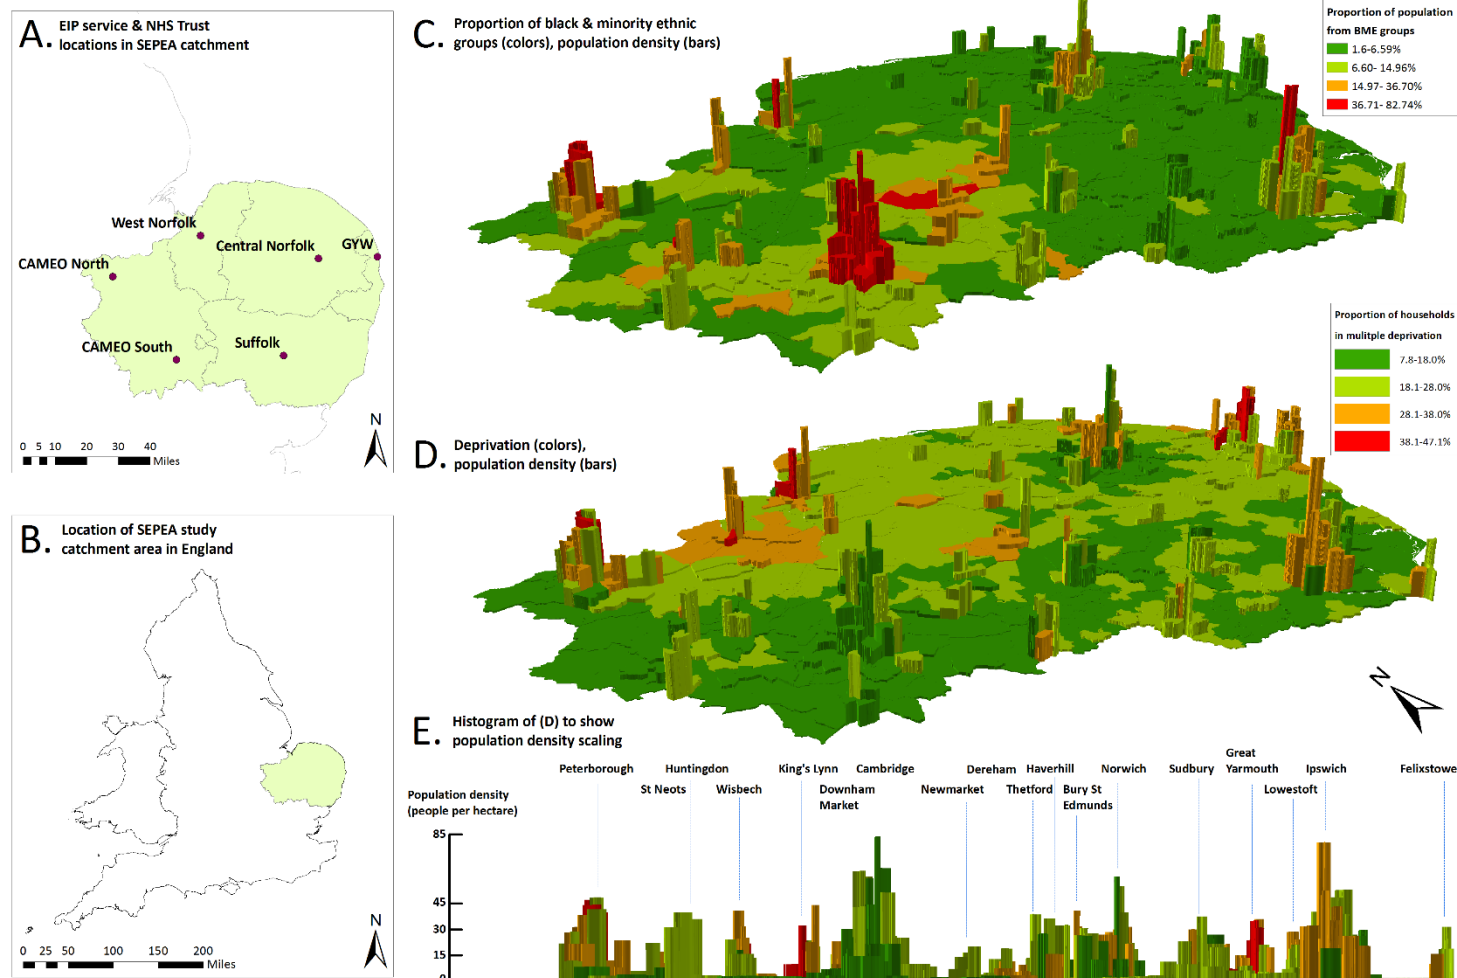 A.
EIP service & NHS Trust
locations in SEPEA catchment
West Norfolk
Central Norfolk
GYW
CAMEO North
CAMEO South
Suffolk
N
0 5 10 20 30 40
Miles
B.
Location of SEPEA study
catchment area in England
N
0 25 50 100 150 200
Miles
C.
Proportion of black & minority ethnic
groups (colors), population density (bars)
Proportion of population
from BME groups
1.6-6.59%
6.60- 14.96%
14.97- 36.70%
36.71- 82.74%
D.
Deprivation (colors),
population density (bars)
Proportion of households
in mulitple deprivation
7.8-18.0%
18.1-28.0%
28.1-38.0%
38.1-47.1%
N
E.
Histogram of (D) to show
population density scaling
Population density
(people per hectare)
85
45
30
15
0
Peterborough
St Neots
Huntingdon
Wisbech
King's Lynn
Downham
Market
Cambridge
Newmarket
Dereham
Thetford
Haverhill
Bury St
Edmunds
Norwich
Sudbury
Great
Yarmouth
Lowestoft
Ipswich
Felixstowe